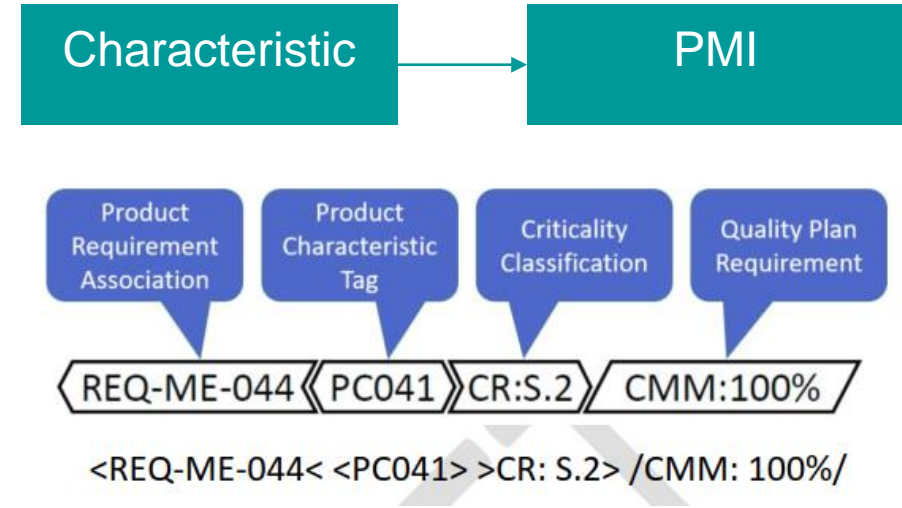 Characteristic PMI
Product Requirement Association
Product Characteristic Tag
Criticality Classification
Quality Plan Requirement
REQ-ME-044 PC041 CR:S.2 CMM:100%
<REQ-ME-044< <PC041> >CR: S.2> /CMM: 100%/